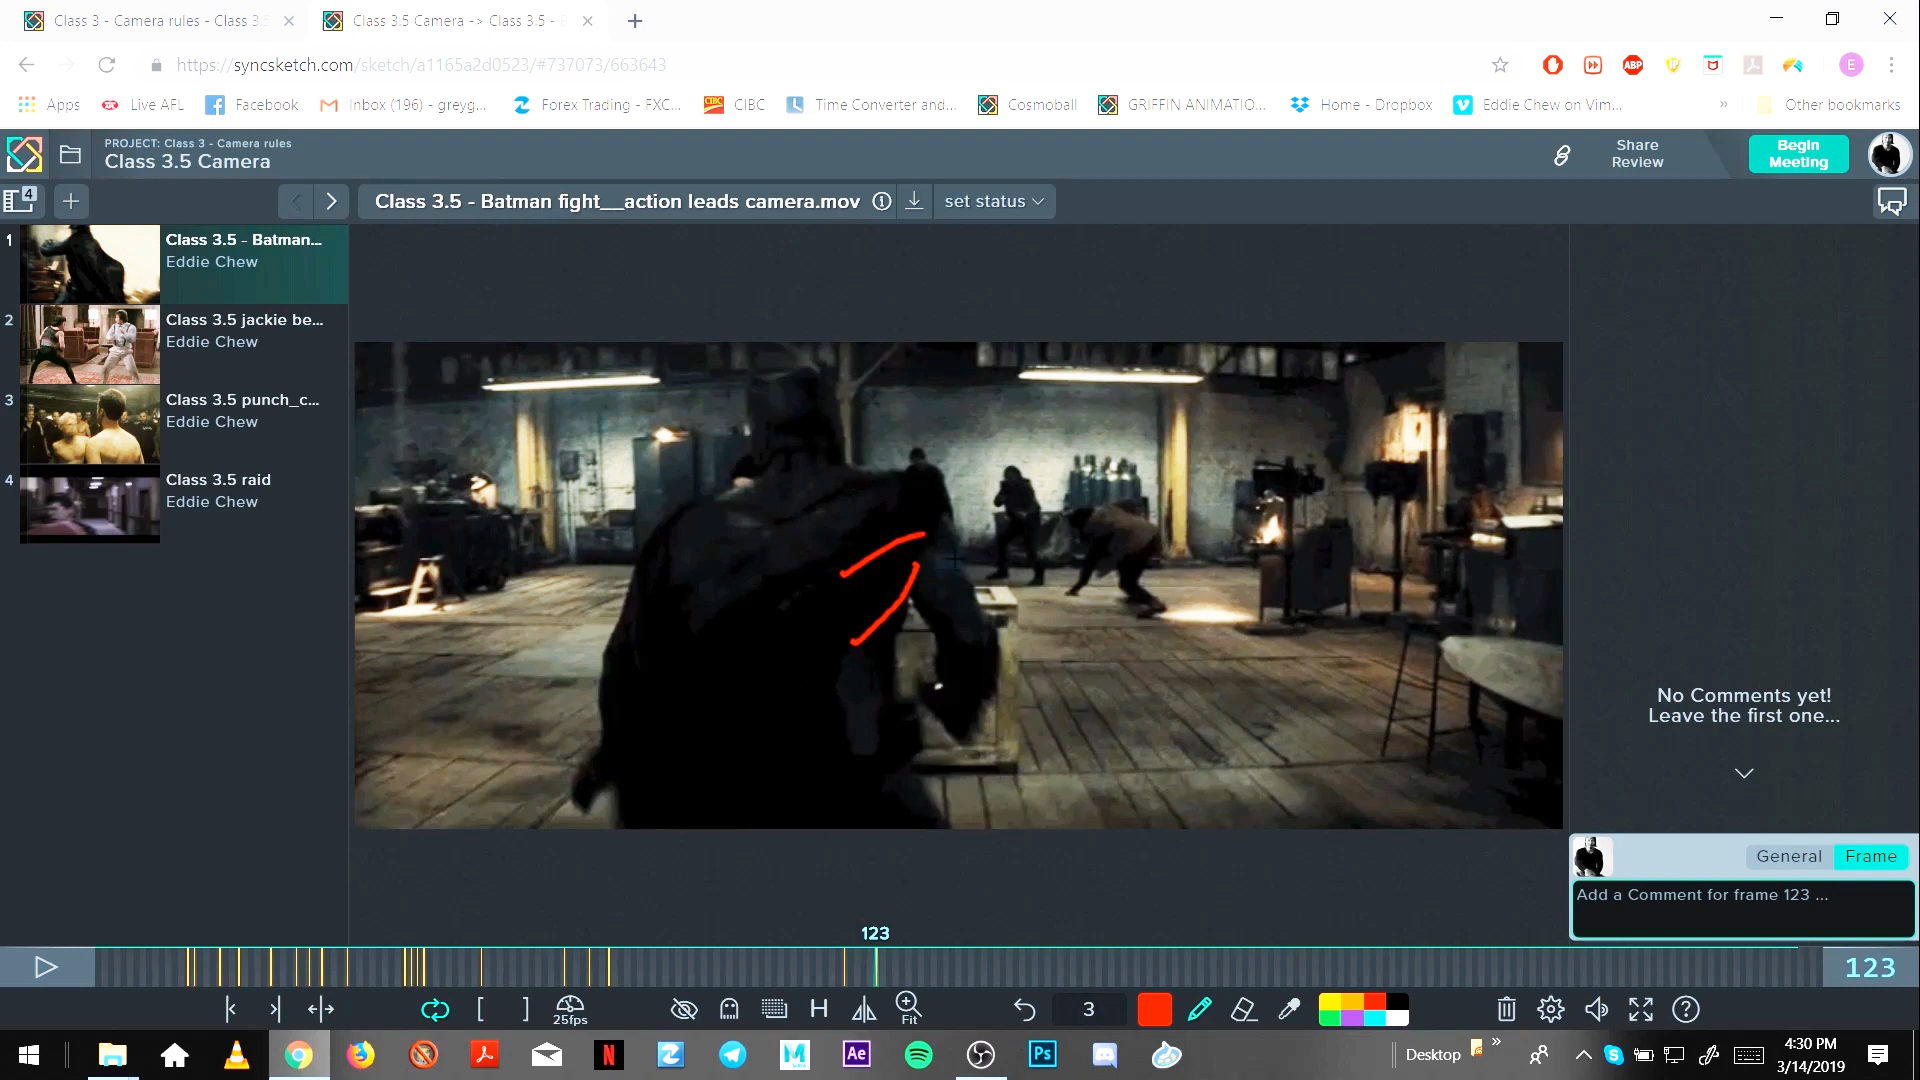 Class 3 - Camera rules - Class 3.5
Class 3.5 Camera -> Class 3.5 -
https://syncsketch.com/sketch/a1165a2d0523/#737073/663643
ABP
E
Apps
Live AFL
Facebook
Inbox (196) - greyg...
Forex Trading - FXC...
CIBC
CIBC
Time Converter and...
Cosmoball
GRIFFIN ANIMATIO...
Home - Dropbox
Eddie Chew on Vim...
»
Other bookmarks
PROJECT: Class 3 - Camera rules
Class 3.5 Camera
Share
Review
Begin
Meeting
4
Class 3.5 - Batman fight__action leads camera.mov
set status
1
Class 3.5 - Batman...
Eddie Chew
2
Class 3.5 jackie be...
Eddie Chew
3
Class 3.5 punch_c...
Eddie Chew
4
Class 3.5 raid
Eddie Chew
No Comments yet!
Leave the first one...
General
Frame
Add a Comment for frame 123 ...
123
123
[
]
25fps
H
Fit
3
N
M
Ae
Ps
Desktop
»
4:30 PM
3/14/2019